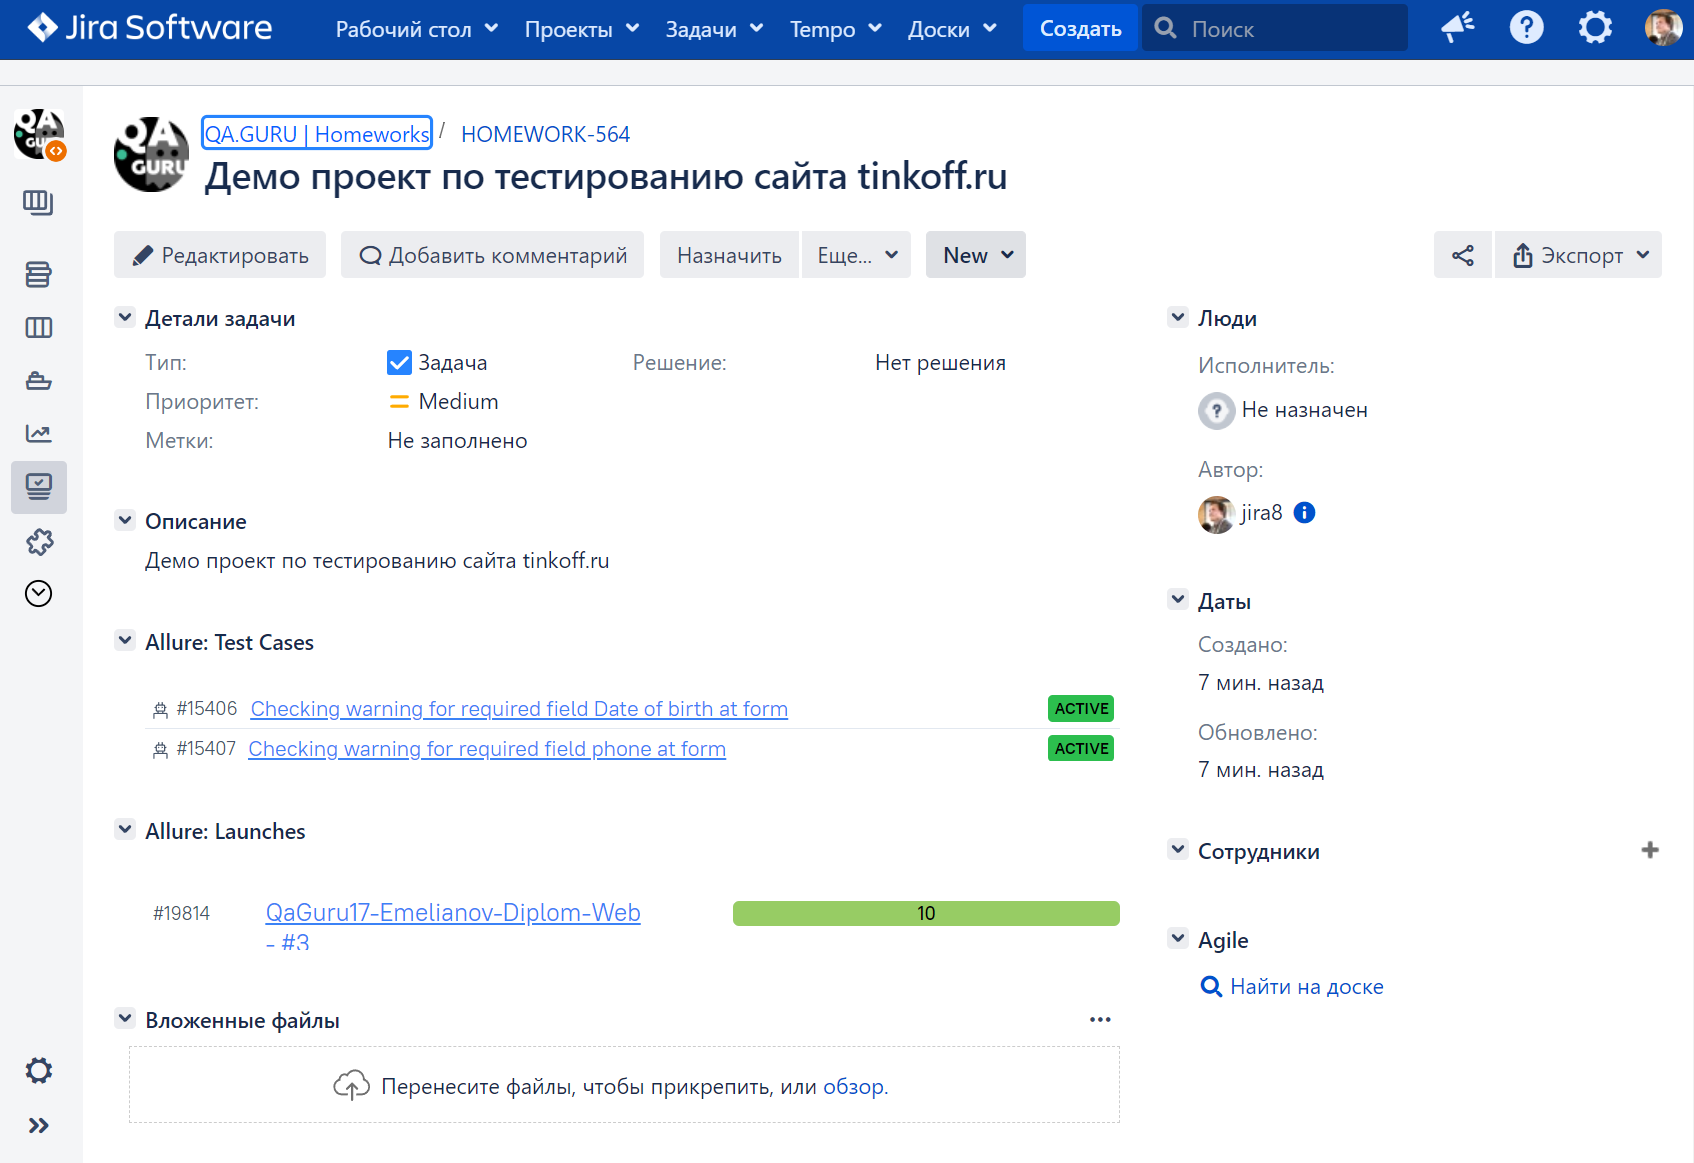 Jira Software
Рабочий стол
Проекты
Задачи
Tempo
Доски
Создать
Поиск
QA.GURU | Homeworks / HOMEWORK-564
QA
GURU
Демо проект по тестированию сайта tinkoff.ru
Редактировать
Добавить комментарий
Назначить
Еще...
New
Экспорт
Детали задачи
Тип: Задача
Решение: Нет решения
Приоритет: Medium
Метки: Не заполнено
Описание
Демо проект по тестированию сайта tinkoff.ru
Allure: Test Cases
#15406 Checking warning for required field Date of birth at form ACTIVE
#15407 Checking warning for required field phone at form ACTIVE
Allure: Launches
#19814 QaGuru17-Emelianov-Diplom-Web 10
- #3
Вложенные файлы
Перенесите файлы, чтобы прикрепить, или обзор.
Люди
Исполнитель:
Не назначен
Автор:
jira8
Даты
Создано:
7 мин. назад
Обновлено:
7 мин. назад
Сотрудники
Agile
Найти на доске